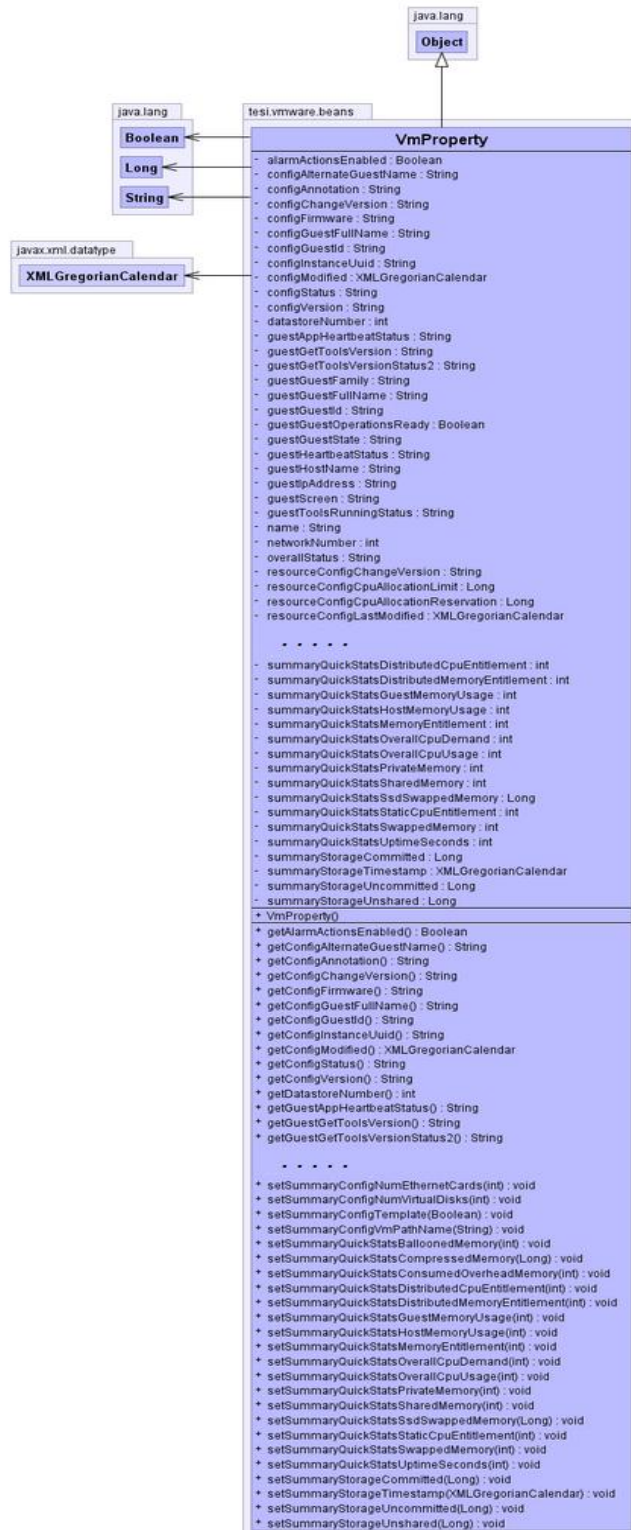 java.lang
Object
java.lang
Boolean
Long
String
javax.xml.datatype
XMLGregorianCalendar
tesi.vmware.beans
VmProperty
- alarmActionsEnabled : Boolean
- configAlternateGuestName : String
- configAnnotation : String
- configChangeVersion : String
- configFirmware : String
- configGuestFullName : String
- configGuestId : String
- configInstanceUuid : String
- configModified : XMLGregorianCalendar
- configStatus : String
- configVersion : String
- datastoreNumber : int
- guestAppHeartbeatStatus : String
- guestGetToolsVersion : String
- guestGetToolsVersionStatus2 : String
- guestGuestFamily : String
- guestGuestFullName : String
- guestGuestId : String
- guestGuestOperationsReady : Boolean
- guestGuestState : String
- guestHeartbeatStatus : String
- guestHostName : String
- guestIpAddress : String
- guestScreen : String
- guestToolsRunningStatus : String
- name : String
- networkNumber : int
- overallStatus : String
- resourceConfigChangeVersion : String
- resourceConfigCpuAllocationLimit : Long
- resourceConfigCpuAllocationReservation : Long
- resourceConfigLastModified : XMLGregorianCalendar
- - - - -
- summaryQuickStatsDistributedCpuEntitlement : int
- summaryQuickStatsDistributedMemoryEntitlement : int
- summaryQuickStatsGuestMemoryUsage : int
- summaryQuickStatsHostMemoryUsage : int
- summaryQuickStatsMemoryEntitlement : int
- summaryQuickStatsOverallCpuDemand : int
- summaryQuickStatsOverallCpuUsage : int
- summaryQuickStatsPrivateMemory : int
- summaryQuickStatsSharedMemory : int
- summaryQuickStatsSsdSwappedMemory : Long
- summaryQuickStatsStaticCpuEntitlement : int
- summaryQuickStatsSwappedMemory : int
- summaryQuickStatsUptimeSeconds : int
- summaryStorageCommitted : Long
- summaryStorageTimestamp : XMLGregorianCalendar
- summaryStorageUncommitted : Long
- summaryStorageUnshared : Long
+ VmProperty()
+ getAlarmActionsEnabled() : Boolean
+ getConfigAlternateGuestName() : String
+ getConfigAnnotation() : String
+ getConfigChangeVersion() : String
+ getConfigFirmware() : String
+ getConfigGuestFullName() : String
+ getConfigGuestId() : String
+ getConfigInstanceUuid() : String
+ getConfigModified() : XMLGregorianCalendar
+ getConfigStatus() : String
+ getConfigVersion() : String
+ getDatastoreNumber() : int
+ getGuestAppHeartbeatStatus() : String
+ getGuestGetToolsVersion() : String
+ getGuestGetToolsVersionStatus2() : String
- - - - -
+ setSummaryConfigNumEthernetCards(int) : void
+ setSummaryConfigNumVirtualDisks(int) : void
+ setSummaryConfigTemplate(Boolean) : void
+ setSummaryConfigVmPathName(String) : void
+ setSummaryQuickStatsBalloonedMemory(int) : void
+ setSummaryQuickStatsCompressedMemory(Long) : void
+ setSummaryQuickStatsConsumedOverheadMemory(int) : void
+ setSummaryQuickStatsDistributedCpuEntitlement(int) : void
+ setSummaryQuickStatsDistributedMemoryEntitlement(int) : void
+ setSummaryQuickStatsGuestMemoryUsage(int) : void
+ setSummaryQuickStatsHostMemoryUsage(int) : void
+ setSummaryQuickStatsMemoryEntitlement(int) : void
+ setSummaryQuickStatsOverallCpuDemand(int) : void
+ setSummaryQuickStatsOverallCpuUsage(int) : void
+ setSummaryQuickStatsPrivateMemory(int) : void
+ setSummaryQuickStatsSharedMemory(int) : void
+ setSummaryQuickStatsSsdSwappedMemory(Long) : void
+ setSummaryQuickStatsStaticCpuEntitlement(int) : void
+ setSummaryQuickStatsSwappedMemory(int) : void
+ setSummaryQuickStatsUptimeSeconds(int) : void
+ setSummaryStorageCommitted(Long) : void
+ setSummaryStorageTimestamp(XMLGregorianCalendar) : void
+ setSummaryStorageUncommitted(Long) : void
+ setSummaryStorageUnshared(Long) : void